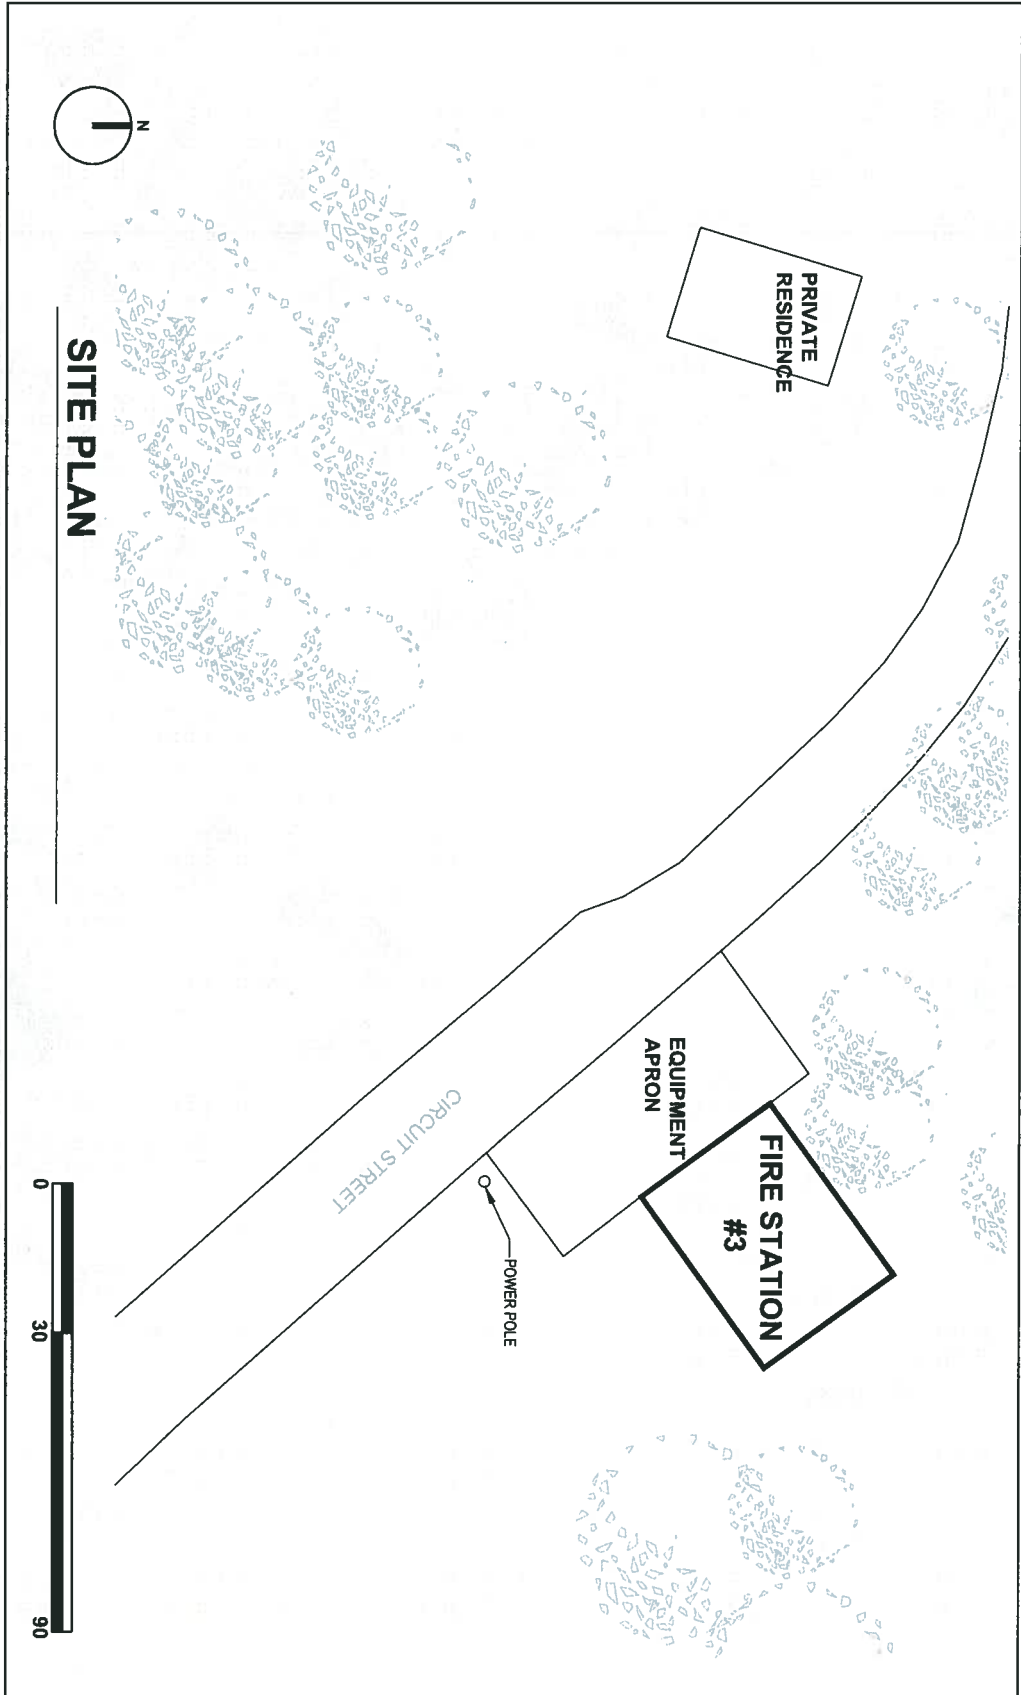 N
PRIVATE
RESIDENCE
SITE PLAN
EQUIPMENT
APRON
CIRCUIT STREET
FIRE STATION
#3
POWER POLE
0
30
90